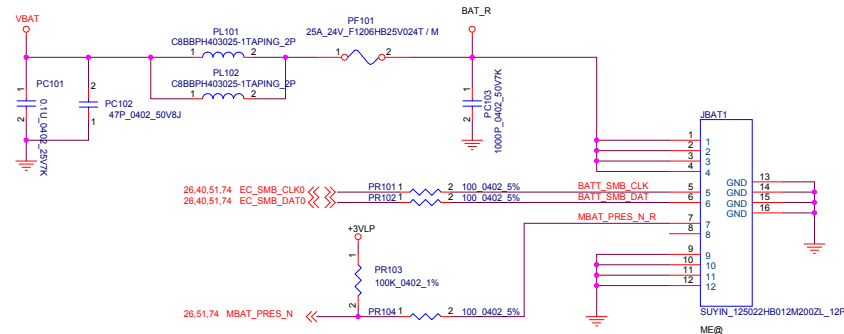 VBAT
PL101
C8BBPH403025-1TAPING_2P
1 2
PL102
C8BBPH403025-1TAPING_2P
1 2
PF101
25A_24V_F1206HB25V024T / M
1 2
BAT_R
PC101
1
2
0.1U_0402_25V7K
2
PC102
47P_0402_50V8J
1
1
2
PC103
1000P_0402_50V7K
JBAT1
1 1
2 2
3 3
4 4
5 5
6 6
7 7
8 8
9 9
10 10
11 11
12 12
GND 13
GND 14
GND 15
GND 16
SUYIN_125022HB012M200ZL_12P
ME@
26,40,51,74 EC_SMB_CLK0
PR101 1 2 100_0402_5%
BATT_SMB_CLK
26,40,51,74 EC_SMB_DAT0
PR102 1 2 100_0402_5%
BATT_SMB_DAT
MBAT_PRES_N_R
+3VLP
1
PR103
100K_0402_1%
2
26,51,74 MBAT_PRES_N
PR104 1 2 100_0402_5%